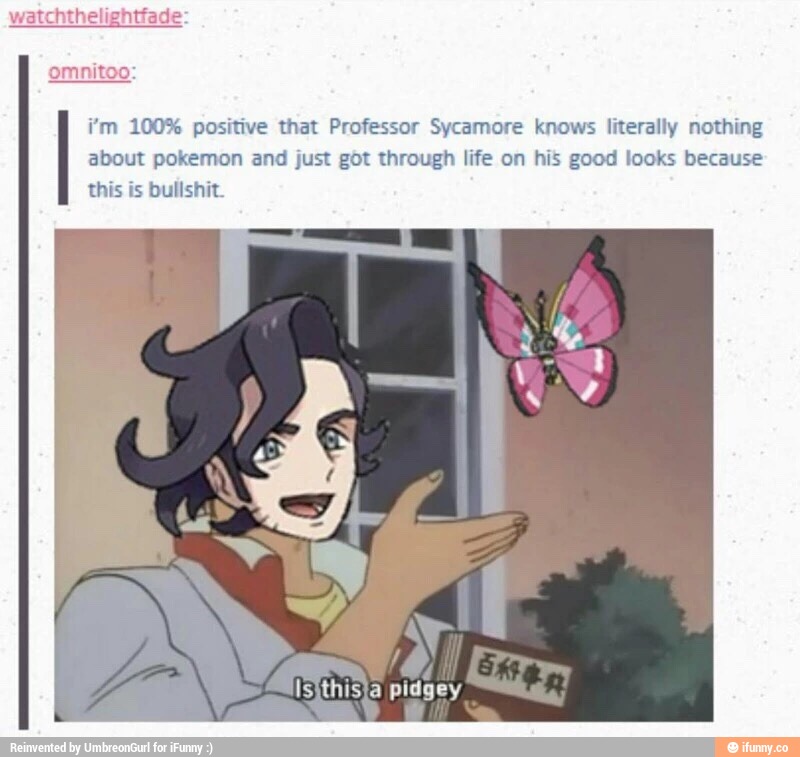 watchthelightfade:
omnitoo:
i'm 100% positive that Professor Sycamore knows literally nothing
about pokemon and just got through life on his good looks because
this is bullshit.
百科事典
Is this a pidgey
Reinvented by UmbreonGurl for iFunny :)
ifunny.co